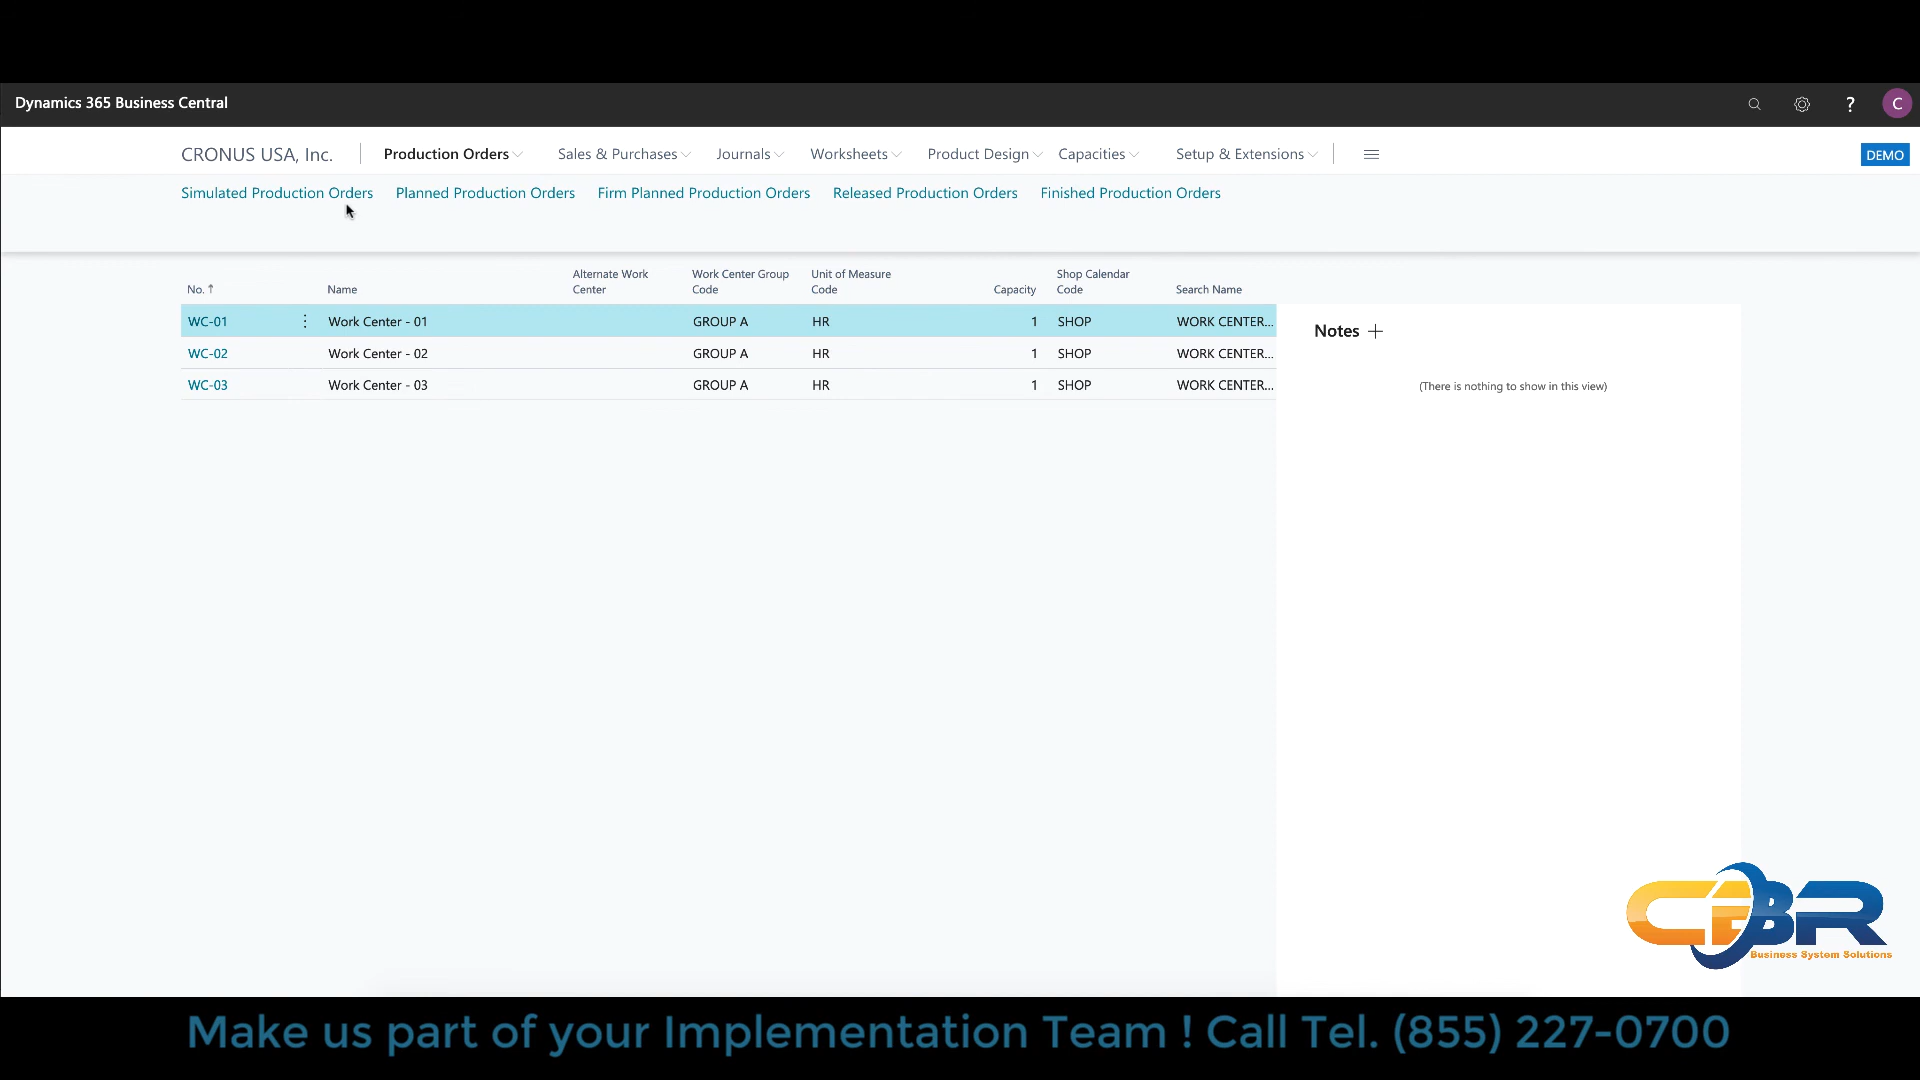 Dynamics 365 Business Central
?
C
CRONUS USA, Inc.
Production Orders
Sales & Purchases
Journals
Worksheets
Product Design
Capacities
Setup & Extensions
DEMO
Simulated Production Orders
Planned Production Orders
Firm Planned Production Orders
Released Production Orders
Finished Production Orders
No. ↑
Name
Alternate Work
Center
Work Center Group
Code
Unit of Measure
Code
Capacity
Shop Calendar
Code
Search Name
WC-01 Work Center - 01 GROUP A HR 1 SHOP WORK CENTER...
WC-02 Work Center - 02 GROUP A HR 1 SHOP WORK CENTER...
WC-03 Work Center - 03 GROUP A HR 1 SHOP WORK CENTER...
Notes +
(There is nothing to show in this view)
Business System Solutions
Make us part of your Implementation Team ! Call Tel. (855) 227-0700